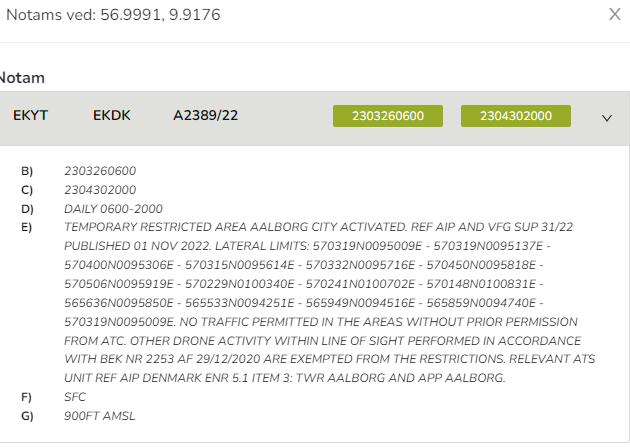 Notams ved: 56.9991, 9.9176 X
Notam
EKYT EKDK A2389/22 2303260600 2304302000
B) 2303260600
C) 2304302000
D) DAILY 0600-2000
E) TEMPORARY RESTRICTED AREA AALBORG CITY ACTIVATED. REF AIP AND VFG SUP 31/22
PUBLISHED 01 NOV 2022. LATERAL LIMITS: 570319N0095009E - 570319N0095137E -
570400N0095306E - 570315N0095614E - 570332N0095716E - 570450N0095818E -
570506N0095919E - 570229N0100340E - 570241N0100702E - 570148N0100831E -
565636N0095850E - 565533N0094251E - 565949N0094516E - 565859N0094740E -
570319N0095009E. NO TRAFFIC PERMITTED IN THE AREAS WITHOUT PRIOR PERMISSION
FROM ATC. OTHER DRONE ACTIVITY WITHIN LINE OF SIGHT PERFORMED IN ACCORDANCE
WITH BEK NR 2253 AF 29/12/2020 ARE EXEMPTED FROM THE RESTRICTIONS. RELEVANT ATS
UNIT REF AIP DENMARK ENR 5.1 ITEM 3: TWR AALBORG AND APP AALBORG.
F) SFC
G) 900FT AMSL